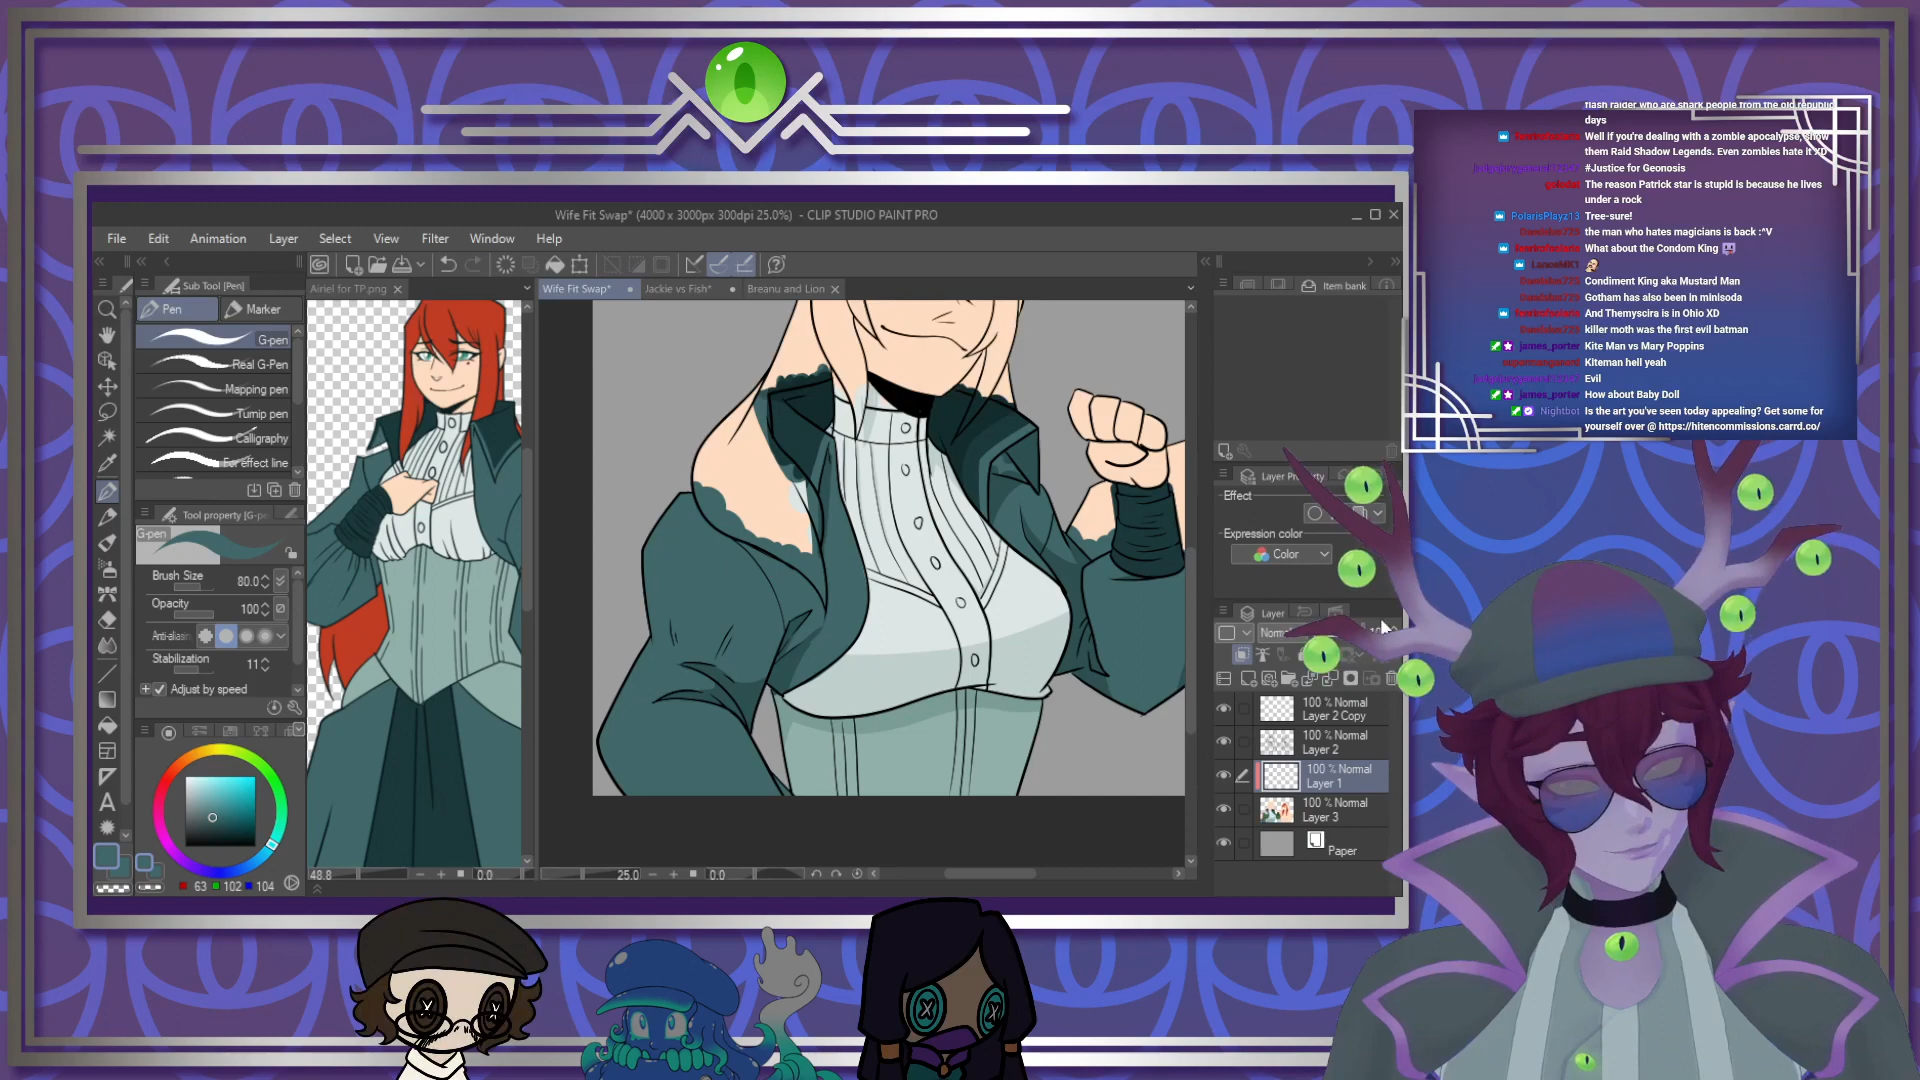 Wife Fit Swap* (4000 x 3000px 300dpi 25.0%) - CLIP STUDIO PAINT PRO
File Edit Animation Layer Select View Filter Window Help
Sub Tool [Pen]
Airiel for TP.png
Wife Fit Swap* Jackie vs Fish* Breanu and Lion
Item bank
Pen Marker
G-pen
Real G-Pen
Mapping pen
Turnip pen
Calligraphy
For effect line
Tool property [G-pe
G-pen
Brush Size 80.0
Opacity 100
Anti-aliasing
Stabilization 11
Adjust by speed
63 102 104
48.8 0.0
25.0 0.0
Layer Property
Effect
Expression color
Color
Layer
100 % Normal
Layer 2 Copy
100 % Normal
Layer 2
100 % Normal
Layer 1
100 % Normal
Layer 3
Paper
flash raider who are shark people from the old republic
days
Well if you're dealing with a zombie apocalypse, show
them Raid Shadow Legends. Even zombies hate it XD
#Justice for Geonosis
The reason Patrick star is stupid is because he lives
under a rock
PolarisPlayz13 Tree-sure!
the man who hates magicians is back :^V
What about the Condom King
LanceMK1
Condiment King aka Mustard Man
Gotham has also been in minisoda
And Themyscira is in Ohio XD
killer moth was the first evil batman
james_porter Kite Man vs Mary Poppins
Kiteman hell yeah
Evil
james_porter How about Baby Doll
Nightbot Is the art you've seen today appealing? Get some for
yourself over @ https://hitencommissions.carrd.co/